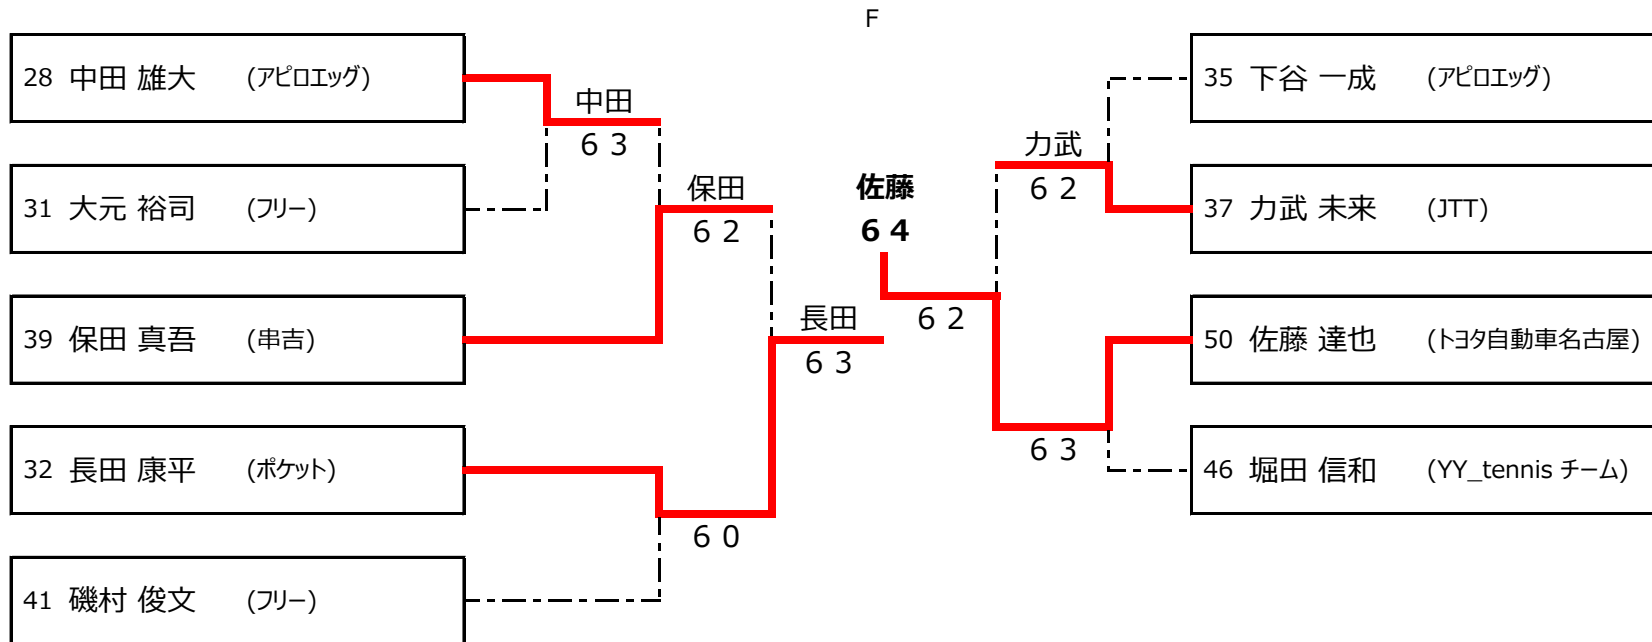 F
28 中田 雄大 (アピロエッグ)
31 大元 裕司 (フリー)
39 保田 真吾 (串吉)
32 長田 康平 (ポケット)
41 磯村 俊文 (フリー)
中田
6 3
保田
6 2
長田
6 3
6 0
佐藤
6 4
6 2
力武
6 2
6 3
35 下谷 一成 (アピロエッグ)
37 力武 未来 (JTT)
50 佐藤 達也 (トヨタ自動車名古屋)
46 堀田 信和 (YY_tennis チーム)